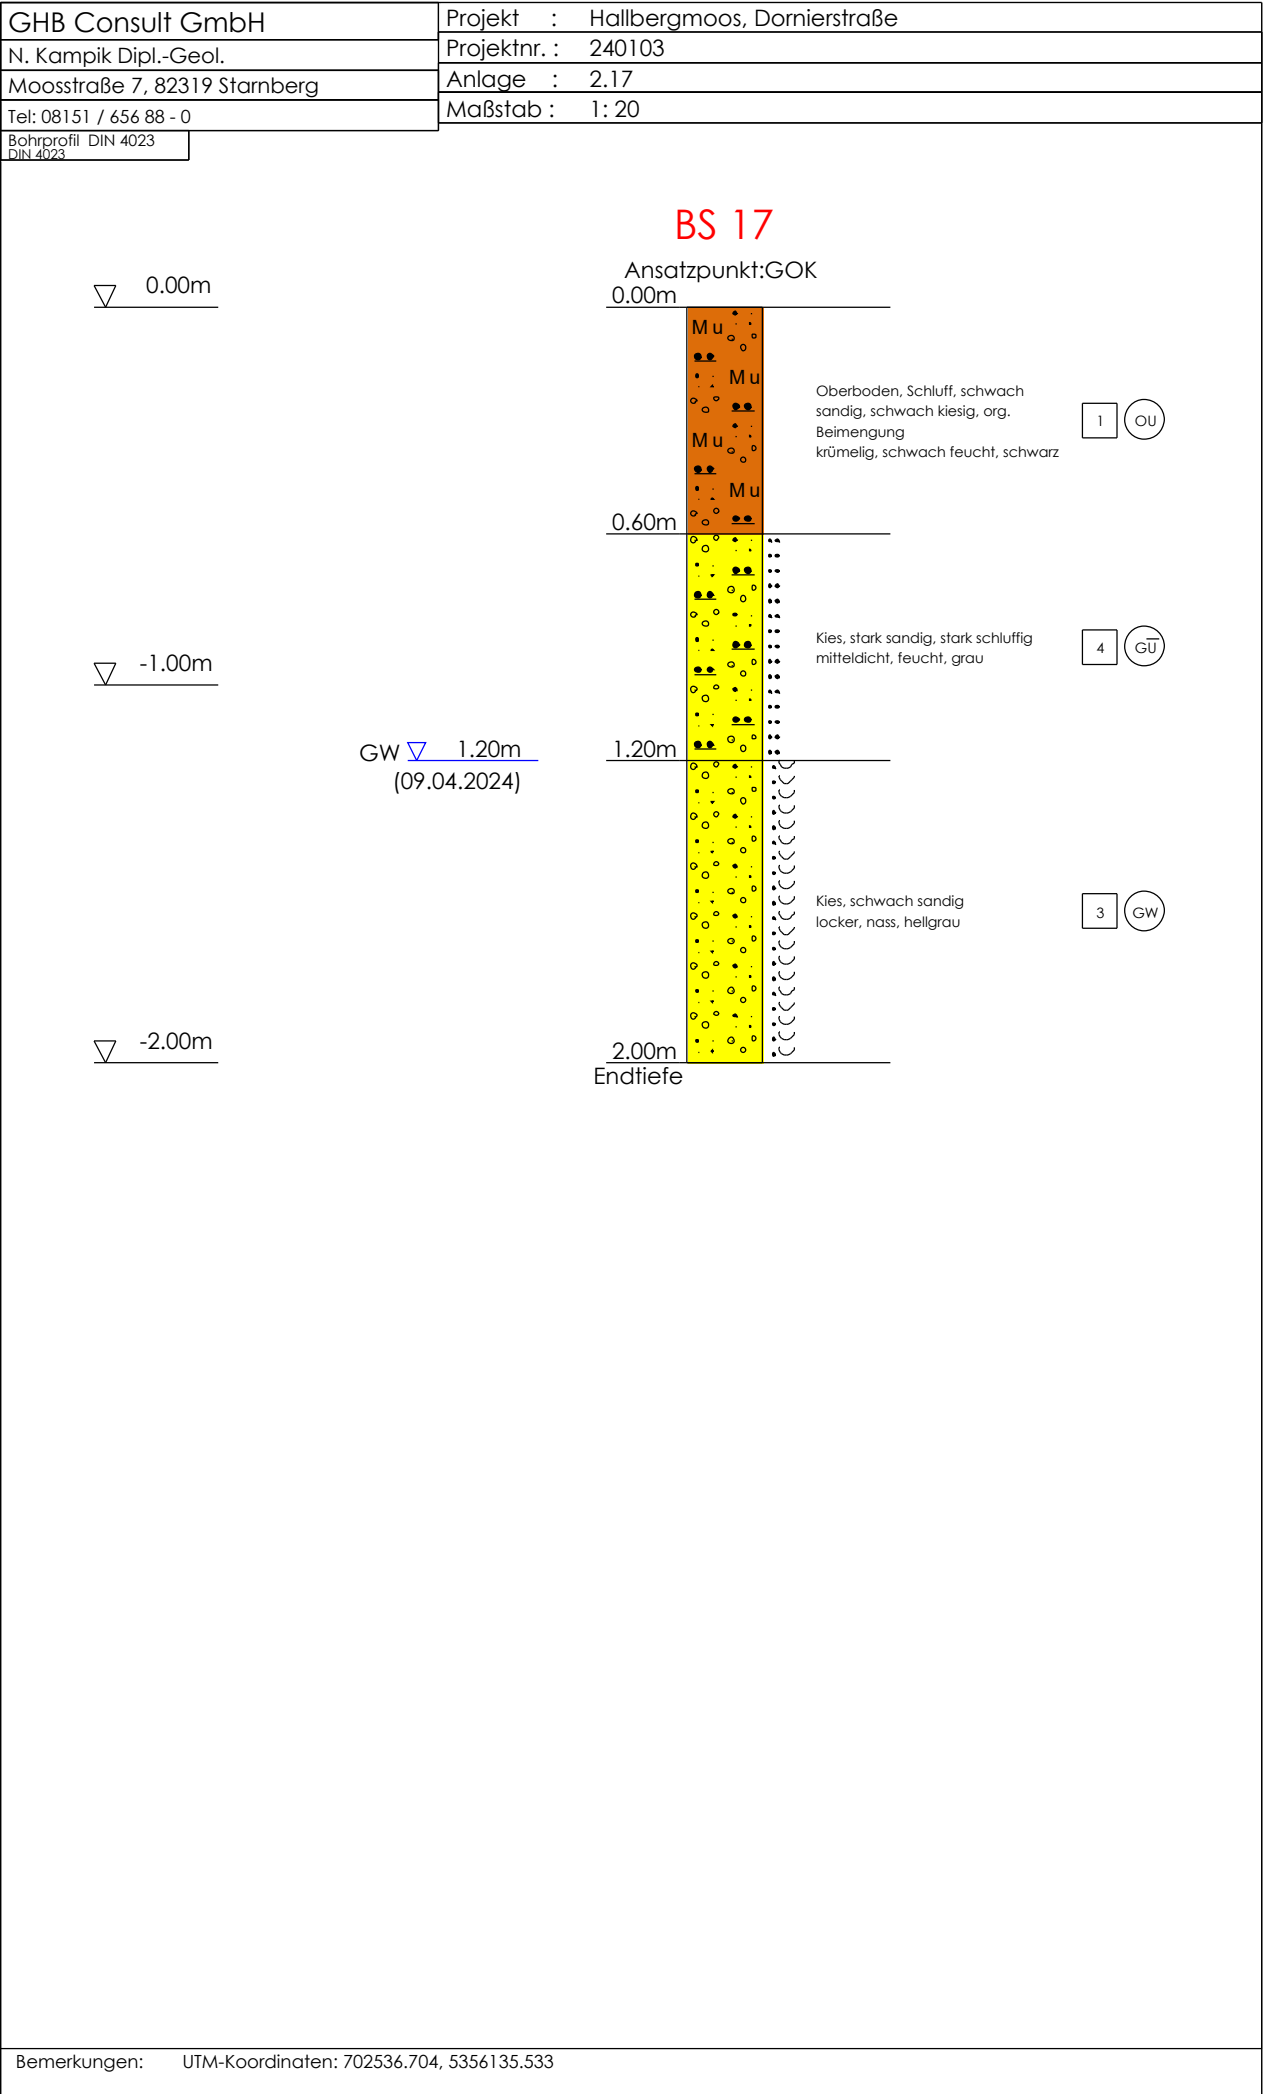 GHB Consult GmbH
N. Kampik Dipl.-Geol.
Moosstraße 7, 82319 Starnberg
Tel: 08151 / 656 88 - 0
Bohrprofil DIN 4023
DIN 4023
Projekt : Hallbergmoos, Dornierstraße
Projektnr. : 240103
Anlage : 2.17
Maßstab : 1: 20
BS 17
Ansatzpunkt:GOK
0.00m
0.00m
Mu
Mu
Mu
Mu
Oberboden, Schluff, schwach
sandig, schwach kiesig, org.
Beimengung
krümelig, schwach feucht, schwarz
1 OU
0.60m
Kies, stark sandig, stark schluffig
mitteldicht, feucht, grau
4 GU̅
-1.00m
GW 1.20m
(09.04.2024)
1.20m
Kies, schwach sandig
locker, nass, hellgrau
3 GW
-2.00m
2.00m
Endtiefe
Bemerkungen: UTM-Koordinaten: 702536.704, 5356135.533